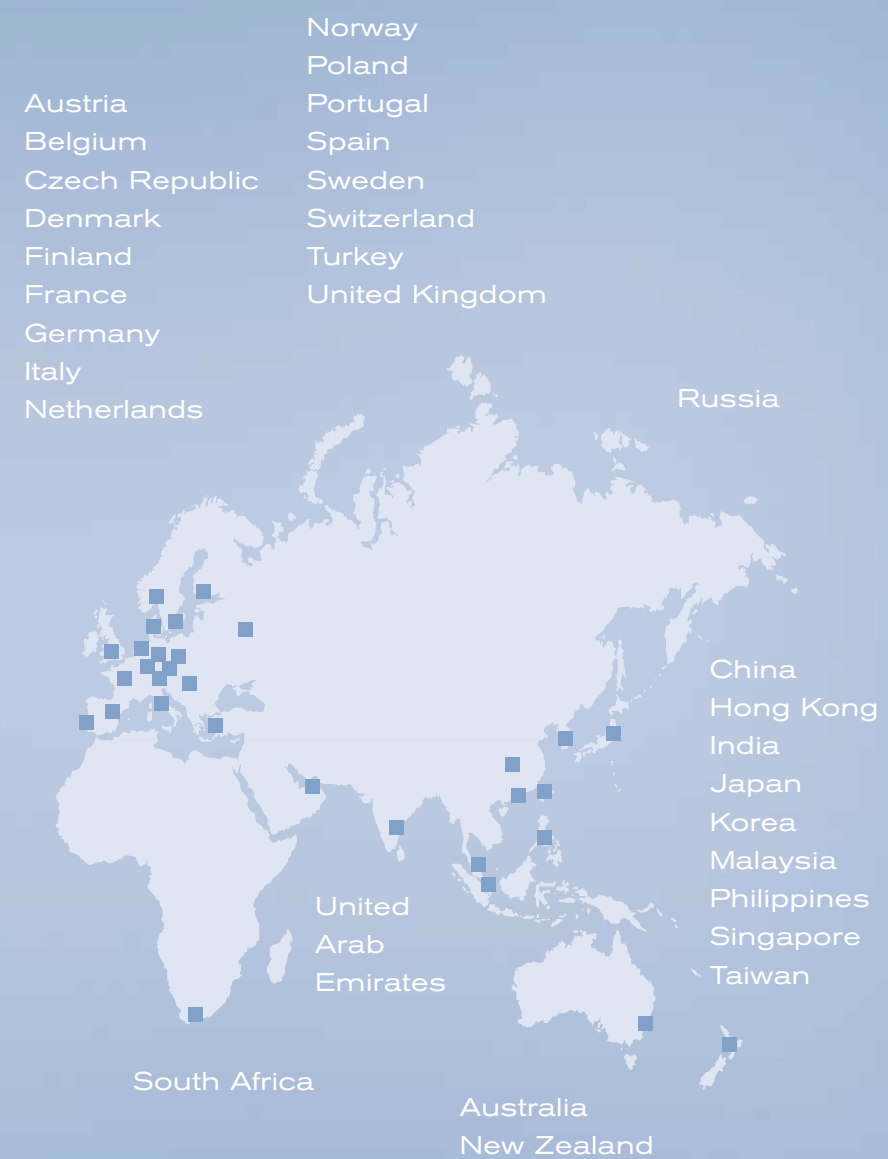 Austria
Belgium
Czech Republic
Denmark
Finland
France
Germany
Italy
Netherlands
Norway
Poland
Portugal
Spain
Sweden
Switzerland
Turkey
United Kingdom
Russia
China
Hong Kong
India
Japan
Korea
Malaysia
Philippines
Singapore
Taiwan
United
Arab
Emirates
South Africa
Australia
New Zealand